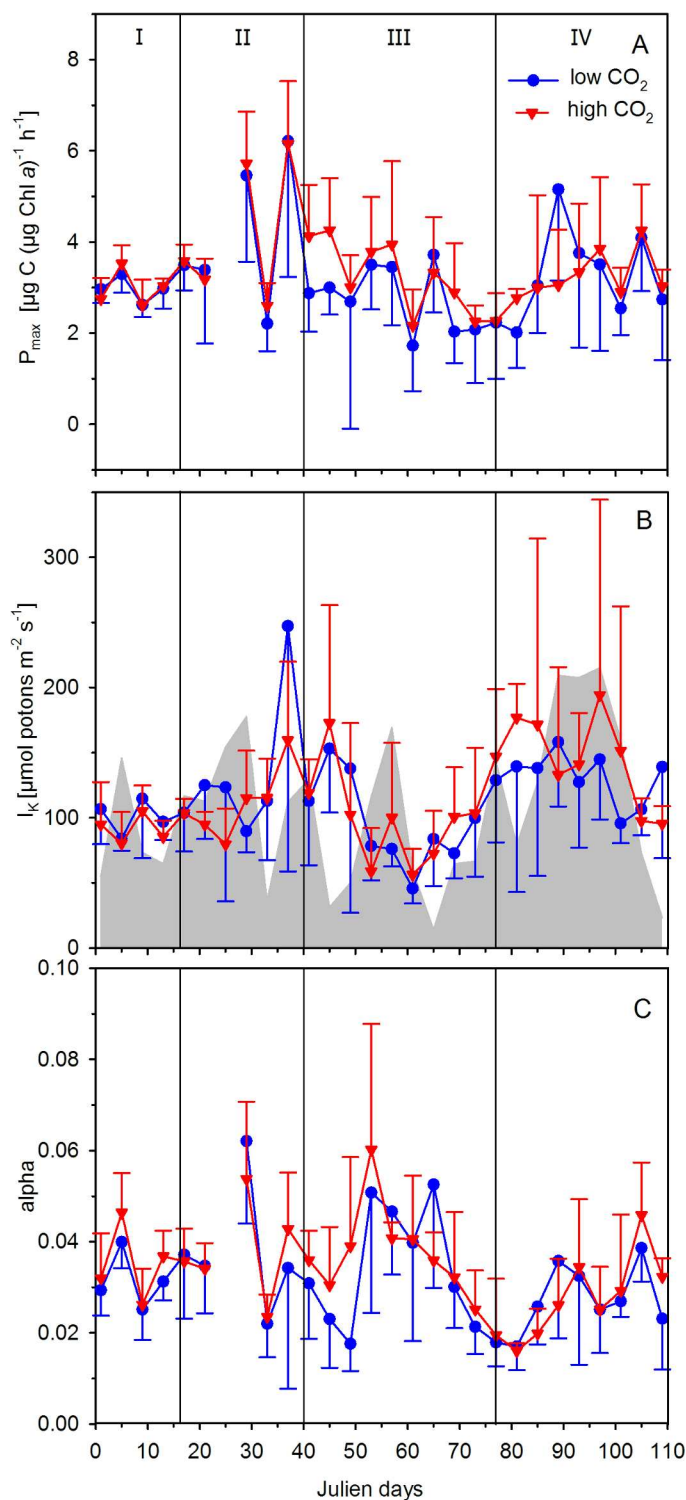 I II III IV A
low CO₂
high CO₂
8
6
4
2
0
Pmax [µg C (µg Chl a)⁻¹ h⁻¹]
B
300
200
100
0
IK [µmol potons m⁻² s⁻¹]
C
0.10
0.08
0.06
0.04
0.02
0.00
alpha
0 10 20 30 40 50 60 70 80 90 100 110
Julien days